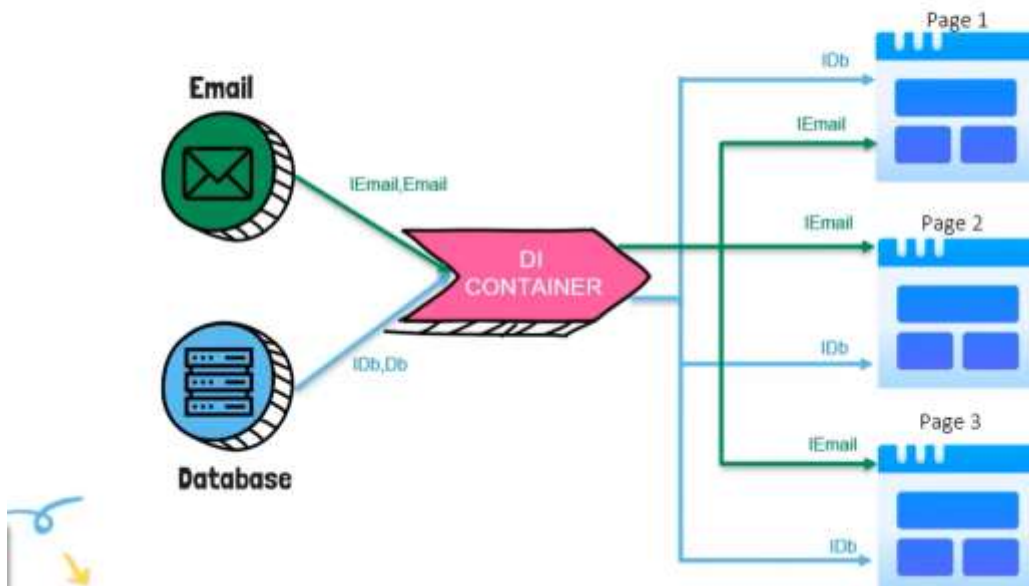 Page 1
IDb
Email
IEmail
IEmail,Email
IEmail
Page 2
DI
CONTAINER
IDb
IDb,Db
Page 3
IEmail
Database
IDb